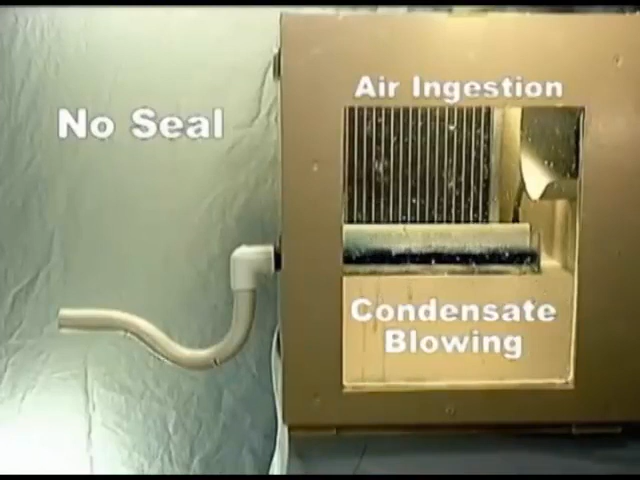 No Seal
Air Ingestion
Condensate
Blowing